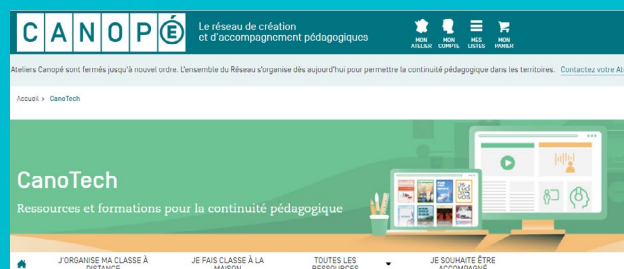 CANOPÉ
Le réseau de création
et d'accompagnement pédagogiques
MON ATELIER
MON COMPTE
MES LISTES
MON PANIER
Ateliers Canopé sont fermés jusqu'à nouvel ordre. L'ensemble du Réseau s'organise dès aujourd'hui pour permettre la continuité pédagogique dans les territoires. Contactez votre
Accueil > CanoTech
CanoTech
Ressources et formations pour la continuité pédagogique
J'ORGANISE MA CLASSE À DISTANCE
JE FAIS CLASSE À LA MAISON
TOUTES LES RESSOURCES
JE SOUHAITE ÊTRE ACCOMPAGNÉ